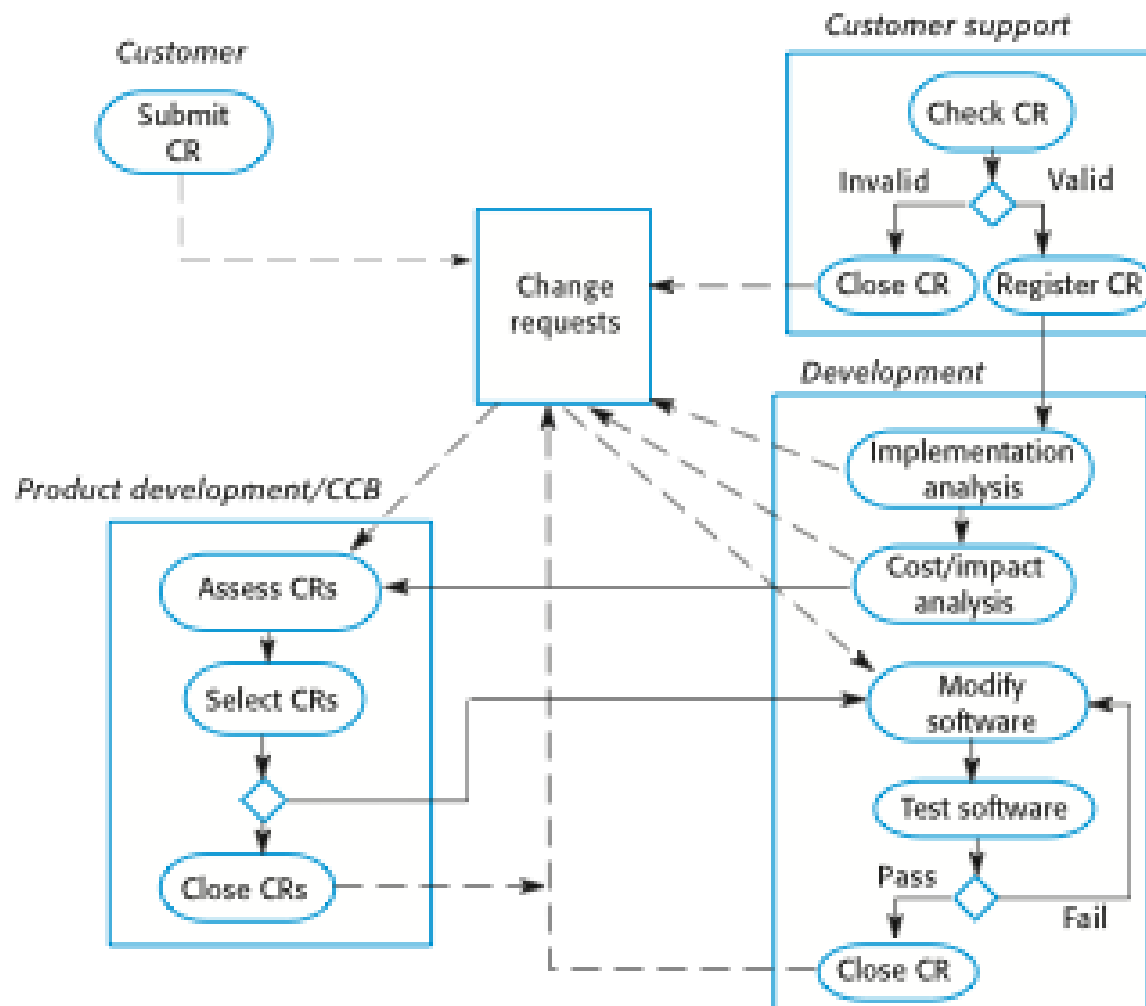 Customer
Submit
CR
Customer support
Check CR
Invalid
Valid
Close CR
Register CR
Change
requests
Development
Implementation
analysis
Cost/impact
analysis
Modify
software
Test software
Pass
Fail
Close CR
Product development/CCB
Assess CRs
Select CRs
Close CRs